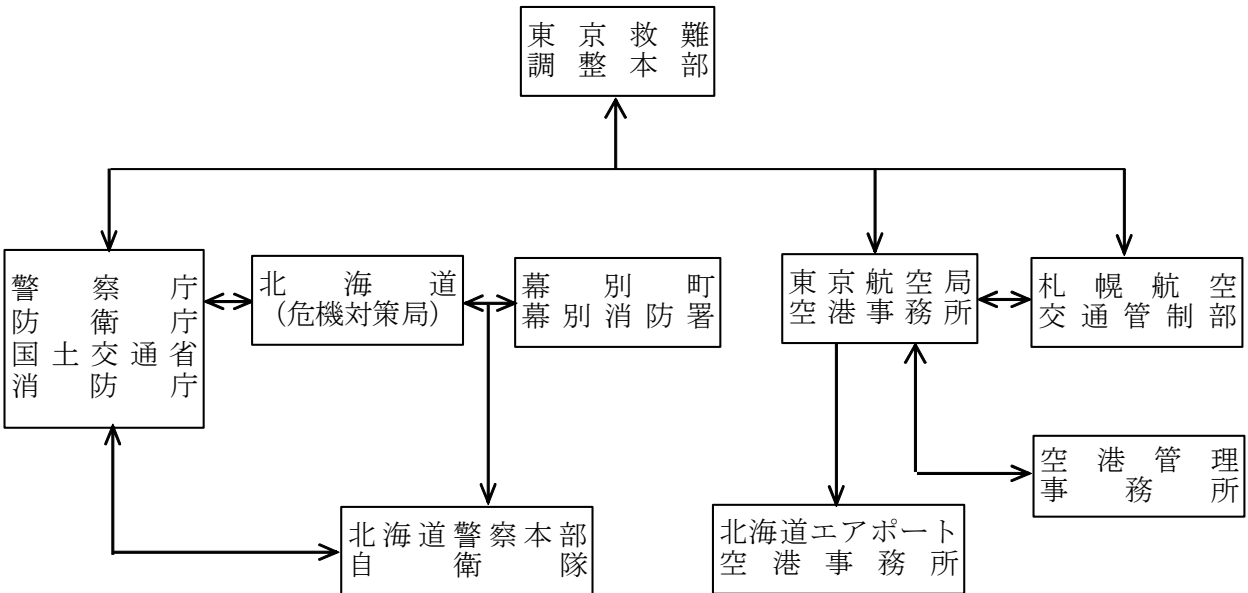 東京救難
調整本部
警察庁
防衛庁
国土交通省
消防庁
北海道
(危機対策局)
幕別町
幕別消防署
東京航空局
空港事務所
札幌航空
交通管制部
空港管理
事務所
北海道警察本部
自衛隊
北海道エアポート
空港事務所